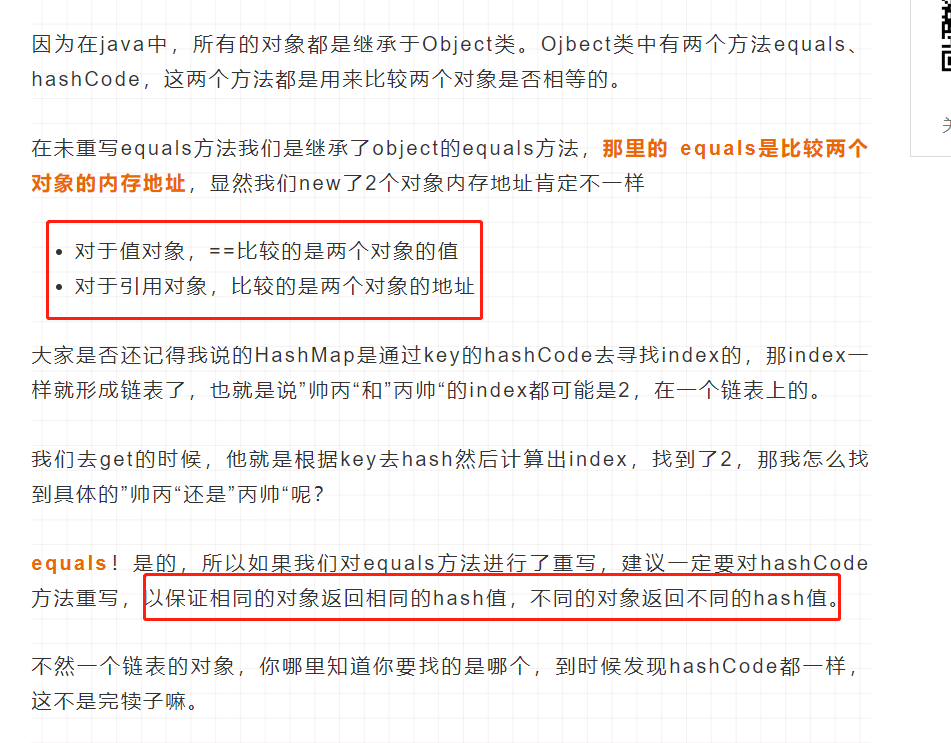 因为在java中，所有的对象都是继承于Object类。Ojbect类中有两个方法equals、
hashCode，这两个方法都是用来比较两个对象是否相等的。
在未重写equals方法我们是继承了object的equals方法，那里的 equals是比较两个
对象的内存地址，显然我们new了2个对象内存地址肯定不一样
• 对于值对象，==比较的是两个对象的值
• 对于引用对象，比较的是两个对象的地址
大家是否还记得我说的HashMap是通过key的hashCode去寻找index的，那index一
样就形成链表了，也就是说”帅丙“和”丙帅“的index都可能是2，在一个链表上的。
我们去get的时候，他就是根据key去hash然后计算出index，找到了2，那我怎么找
到具体的”帅丙“还是”丙帅“呢？
equals！是的，所以如果我们对equals方法进行了重写，建议一定要对hashCode
方法重写，以保证相同的对象返回相同的hash值，不同的对象返回不同的hash值。
不然一个链表的对象，你哪里知道你要找的是哪个，到时候发现hashCode都一样，
这不是完犊子嘛。